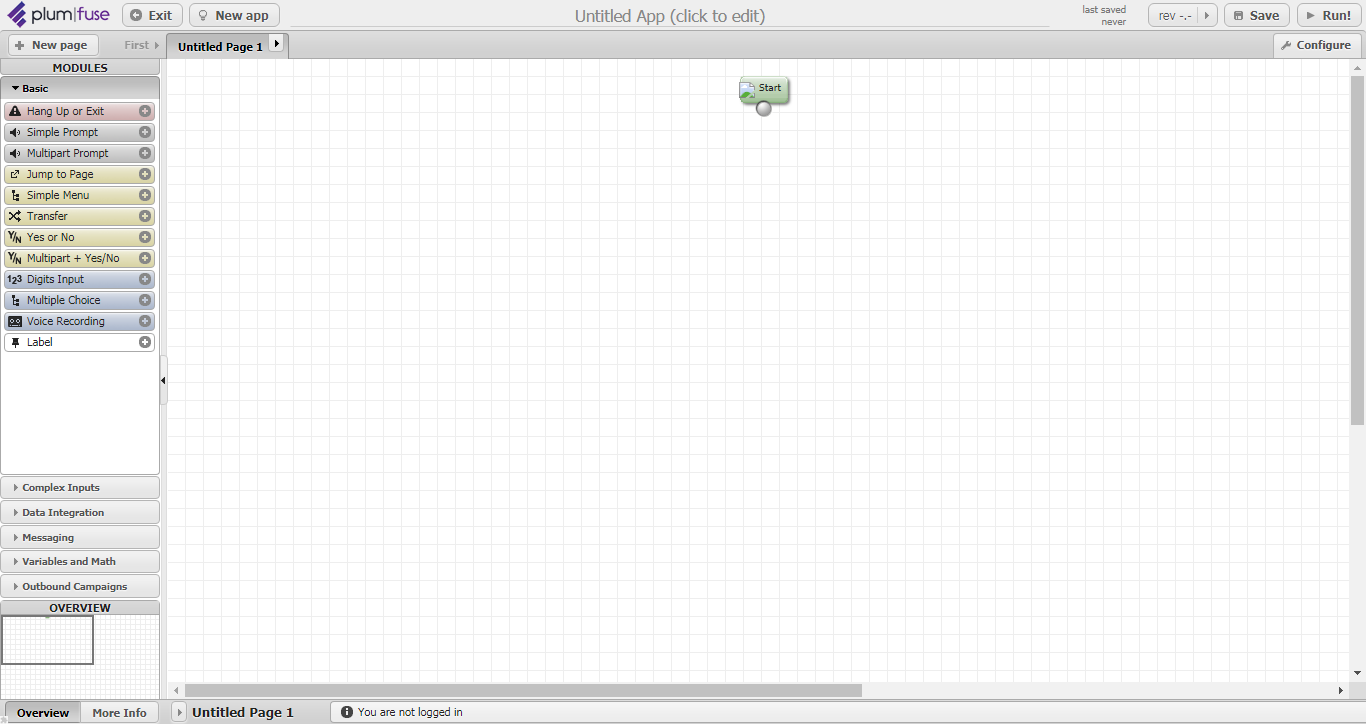 plum|fuse
Exit
New app
Untitled App (click to edit)
last saved
never
rev -.-
Save
Run!
New page
First
Untitled Page 1
Configure
MODULES
Basic
Hang Up or Exit
Simple Prompt
Multipart Prompt
Jump to Page
Simple Menu
Transfer
Y/N Yes or No
Y/N Multipart + Yes/No
123 Digits Input
Multiple Choice
Voice Recording
Label
Start
Complex Inputs
Data Integration
Messaging
Variables and Math
Outbound Campaigns
OVERVIEW
Overview
More Info
Untitled Page 1
You are not logged in